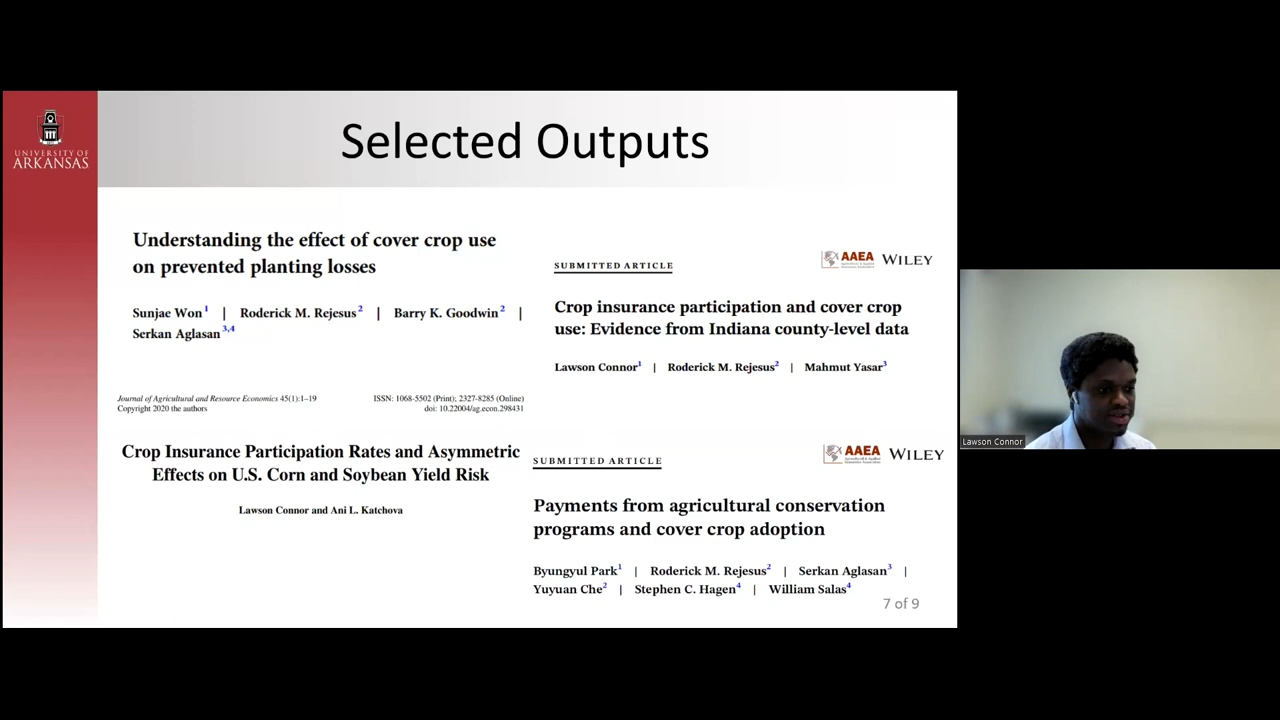 UNIVERSITY OF
ARKANSAS
Selected Outputs
Understanding the effect of cover crop use
on prevented planting losses
Sunjae Won1 | Roderick M. Rejesus2 | Barry K. Goodwin2 |
Serkan Aglasan3,4
SUBMITTED ARTICLE
AAEA
WILEY
Crop insurance participation and cover crop
use: Evidence from Indiana county-level data
Lawson Connor1 | Roderick M. Rejesus2 | Mahmut Yasar3
Journal of Agricultural and Resource Economics 45(1):1–19
Copyright 2020 the authors
ISSN: 1068-5502 (Print); 2327-8285 (Online)
doi: 10.22004/ag.econ.298431
Crop Insurance Participation Rates and Asymmetric
Effects on U.S. Corn and Soybean Yield Risk
Lawson Connor and Ani L. Katchova
SUBMITTED ARTICLE
AAEA
WILEY
Payments from agricultural conservation
programs and cover crop adoption
Byungyul Park1 | Roderick M. Rejesus2 | Serkan Aglasan3 |
Yuyuan Che2 | Stephen C. Hagen4 | William Salas4
7 of 9
Lawson Connor